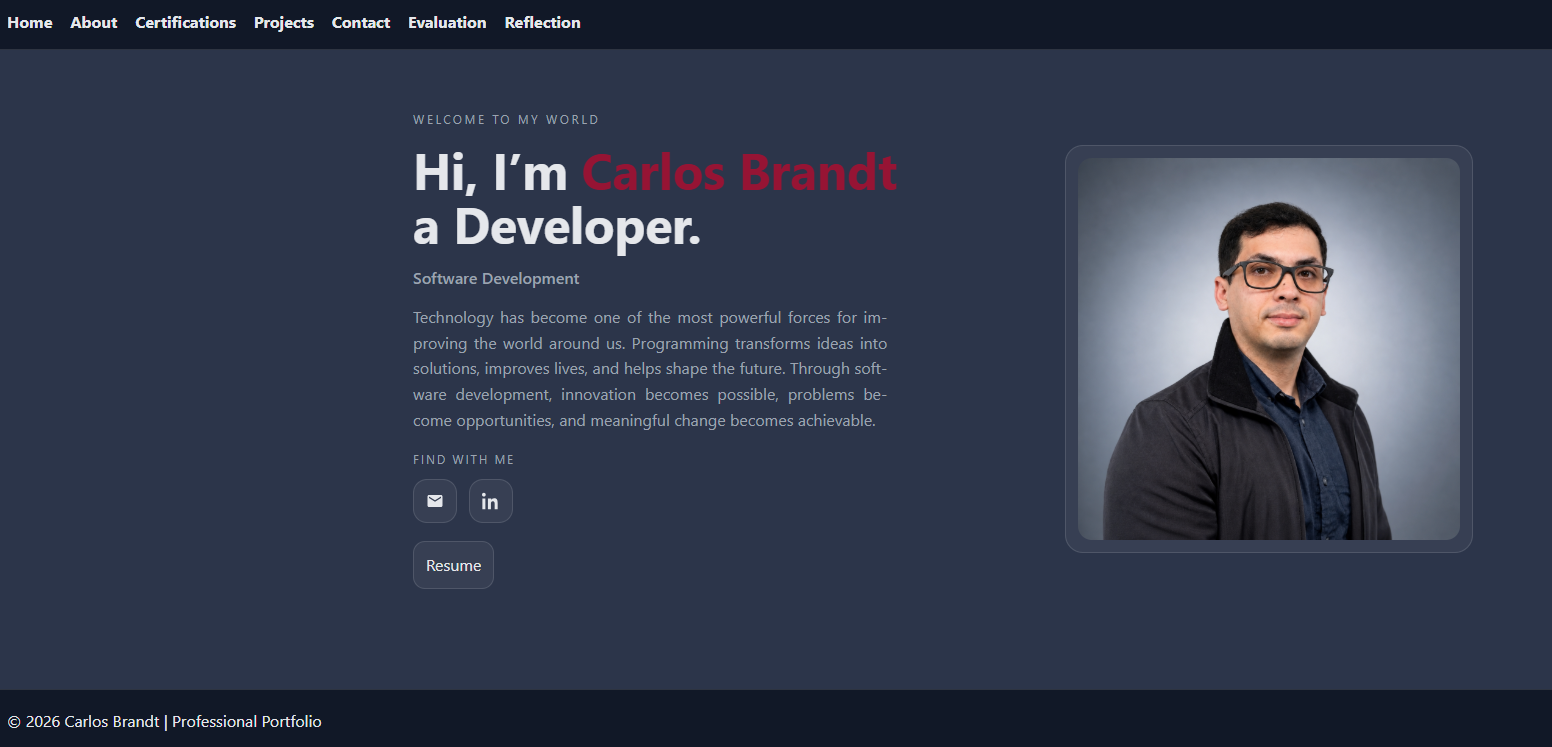 Home About Certifications Projects Contact Evaluation Reflection
WELCOME TO MY WORLD
Hi, I’m Carlos Brandt
a Developer.
Software Development
Technology has become one of the most powerful forces for im-
proving the world around us. Programming transforms ideas into
solutions, improves lives, and helps shape the future. Through soft-
ware development, innovation becomes possible, problems be-
come opportunities, and meaningful change becomes achievable.
FIND WITH ME
in
Resume
© 2026 Carlos Brandt | Professional Portfolio